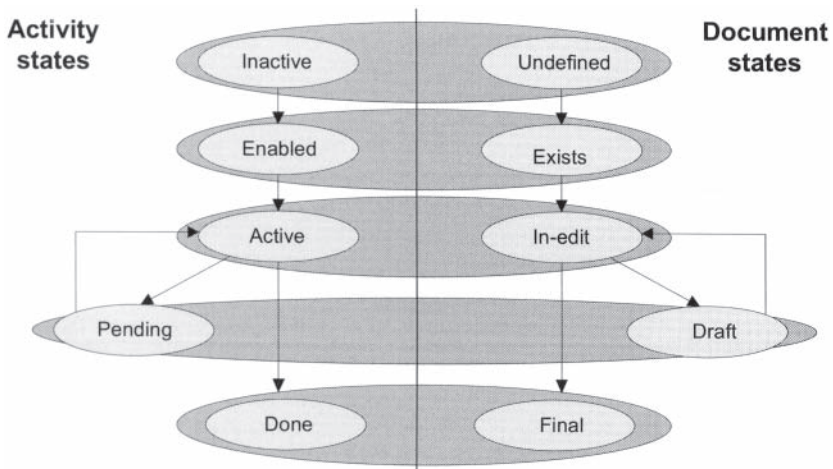 Activity
states
Document
states
Inactive
Undefined
Enabled
Exists
Active
In-edit
Pending
Draft
Done
Final